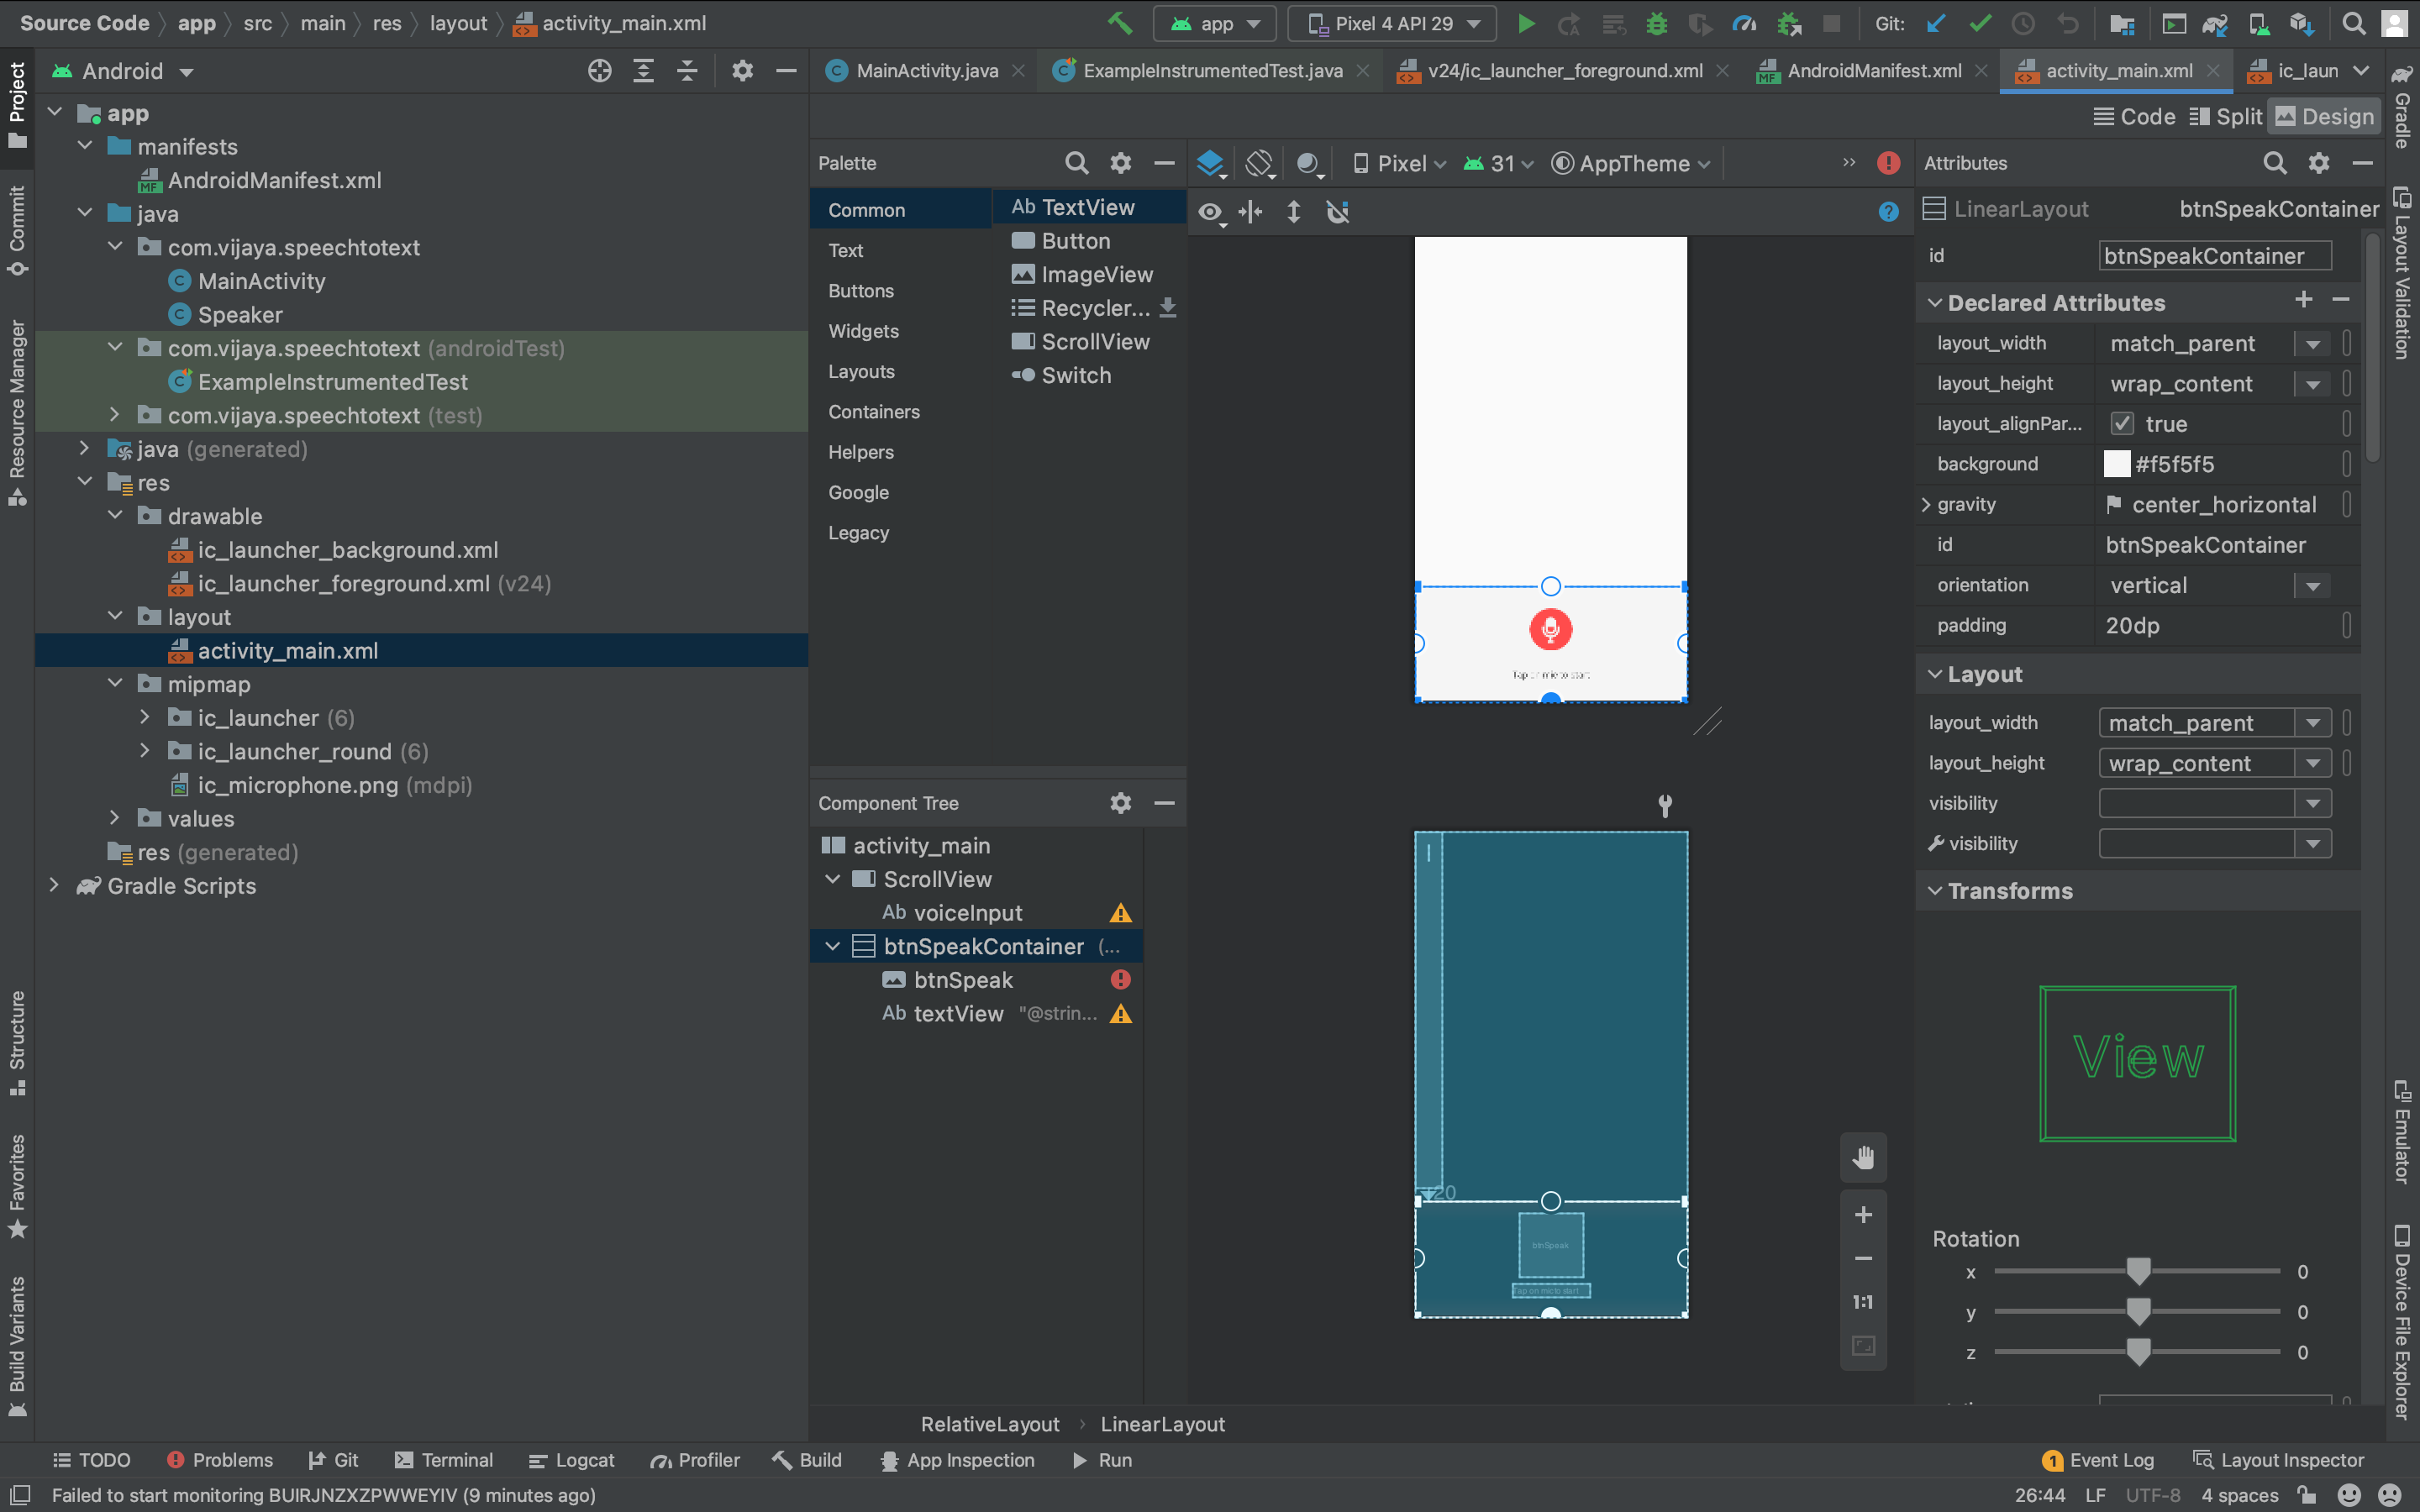 Source Code app src main res layout activity_main.xml
app Pixel 4 API 29 Git:
Project
Commit
Resource Manager
Structure
Favorites
Build Variants
Android
app
manifests
AndroidManifest.xml
java
com.vijaya.speechtotext
MainActivity
Speaker
com.vijaya.speechtotext (androidTest)
ExampleInstrumentedTest
com.vijaya.speechtotext (test)
java (generated)
res
drawable
ic_launcher_background.xml
ic_launcher_foreground.xml (v24)
layout
activity_main.xml
mipmap
ic_launcher (6)
ic_launcher_round (6)
ic_microphone.png (mdpi)
values
res (generated)
Gradle Scripts
MainActivity.java ExampleInstrumentedTest.java v24/ic_launcher_foreground.xml AndroidManifest.xml activity_main.xml ic_laun
Code Split Design
Palette
Common
Text
Buttons
Widgets
Layouts
Containers
Helpers
Google
Legacy
Ab TextView
Button
ImageView
Recycler...
ScrollView
Switch
Component Tree
activity_main
ScrollView
Ab voiceInput
btnSpeakContainer (...
btnSpeak
Ab textView "@strin...
Pixel 31 AppTheme
Tap on mic to start
20
btnSpeak
Tap on mic to start
1:1
Attributes
LinearLayout btnSpeakContainer
id btnSpeakContainer
Declared Attributes
layout_width match_parent
layout_height wrap_content
layout_alignPar... true
background #f5f5f5
gravity center_horizontal
id btnSpeakContainer
orientation vertical
padding 20dp
Layout
layout_width match_parent
layout_height wrap_content
visibility
visibility
Transforms
View
Rotation
x 0
y 0
z 0
Gradle
Layout Validation
Emulator
Device File Explorer
RelativeLayout LinearLayout
TODO Problems Git Terminal Logcat Profiler Build App Inspection Run 1 Event Log Layout Inspector
Failed to start monitoring BUIRJNZXZPWWEYIV (9 minutes ago) 26:44 LF UTF-8 4 spaces